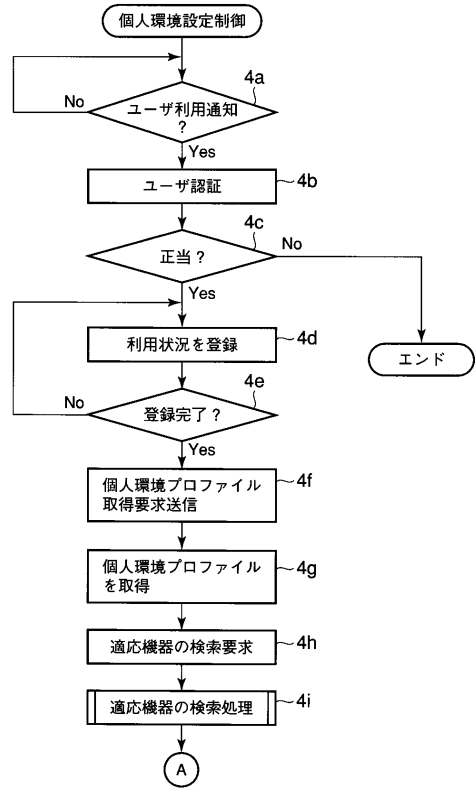 個人環境設定制御
4a
No
ユーザ利用通知
?
Yes
ユーザ認証
4b
4c
正当?
No
Yes
利用状況を登録
4d
エンド
4e
No
登録完了?
Yes
個人環境プロファイル
取得要求送信
4f
個人環境プロファイル
を取得
4g
適応機器の検索要求
4h
適応機器の検索処理
4i
A